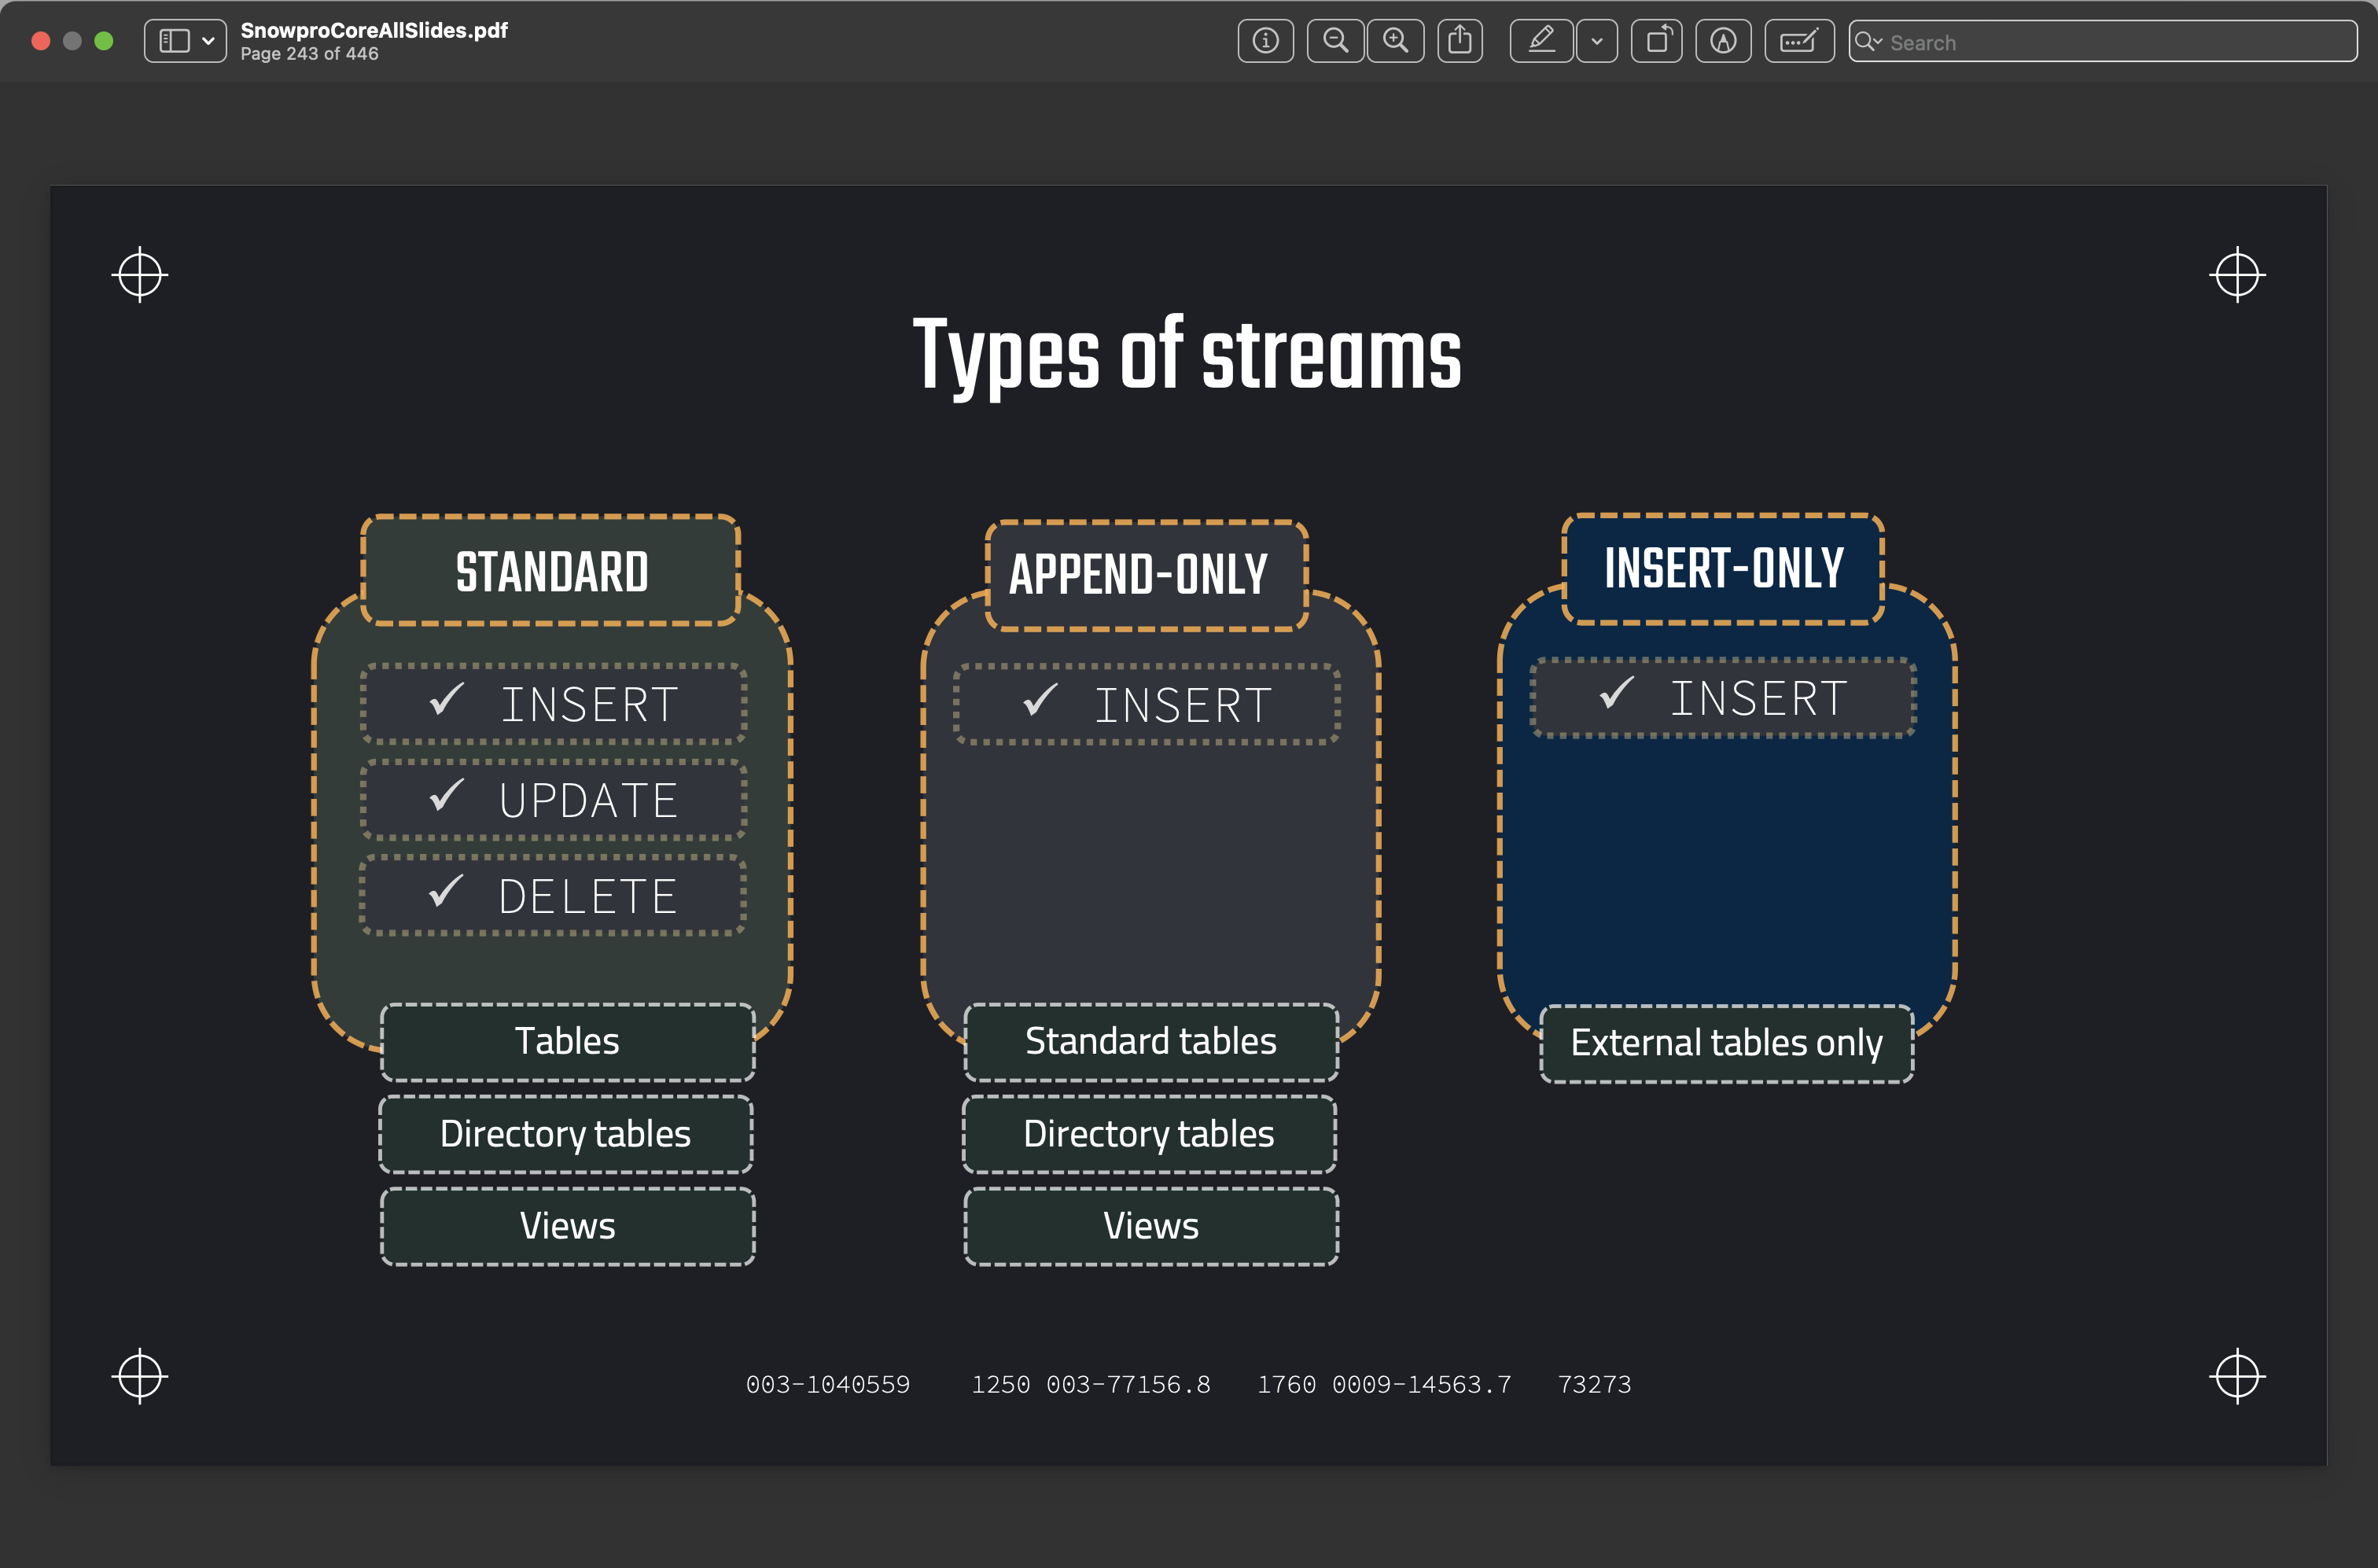 SnowproCoreAllSlides.pdf
Page 243 of 446
Search
Types of streams
STANDARD
INSERT
UPDATE
DELETE
Tables
Directory tables
Views
APPEND-ONLY
INSERT
Standard tables
Directory tables
Views
INSERT-ONLY
INSERT
External tables only
003-1040559 1250 003-77156.8 1760 0009-14563.7 73273